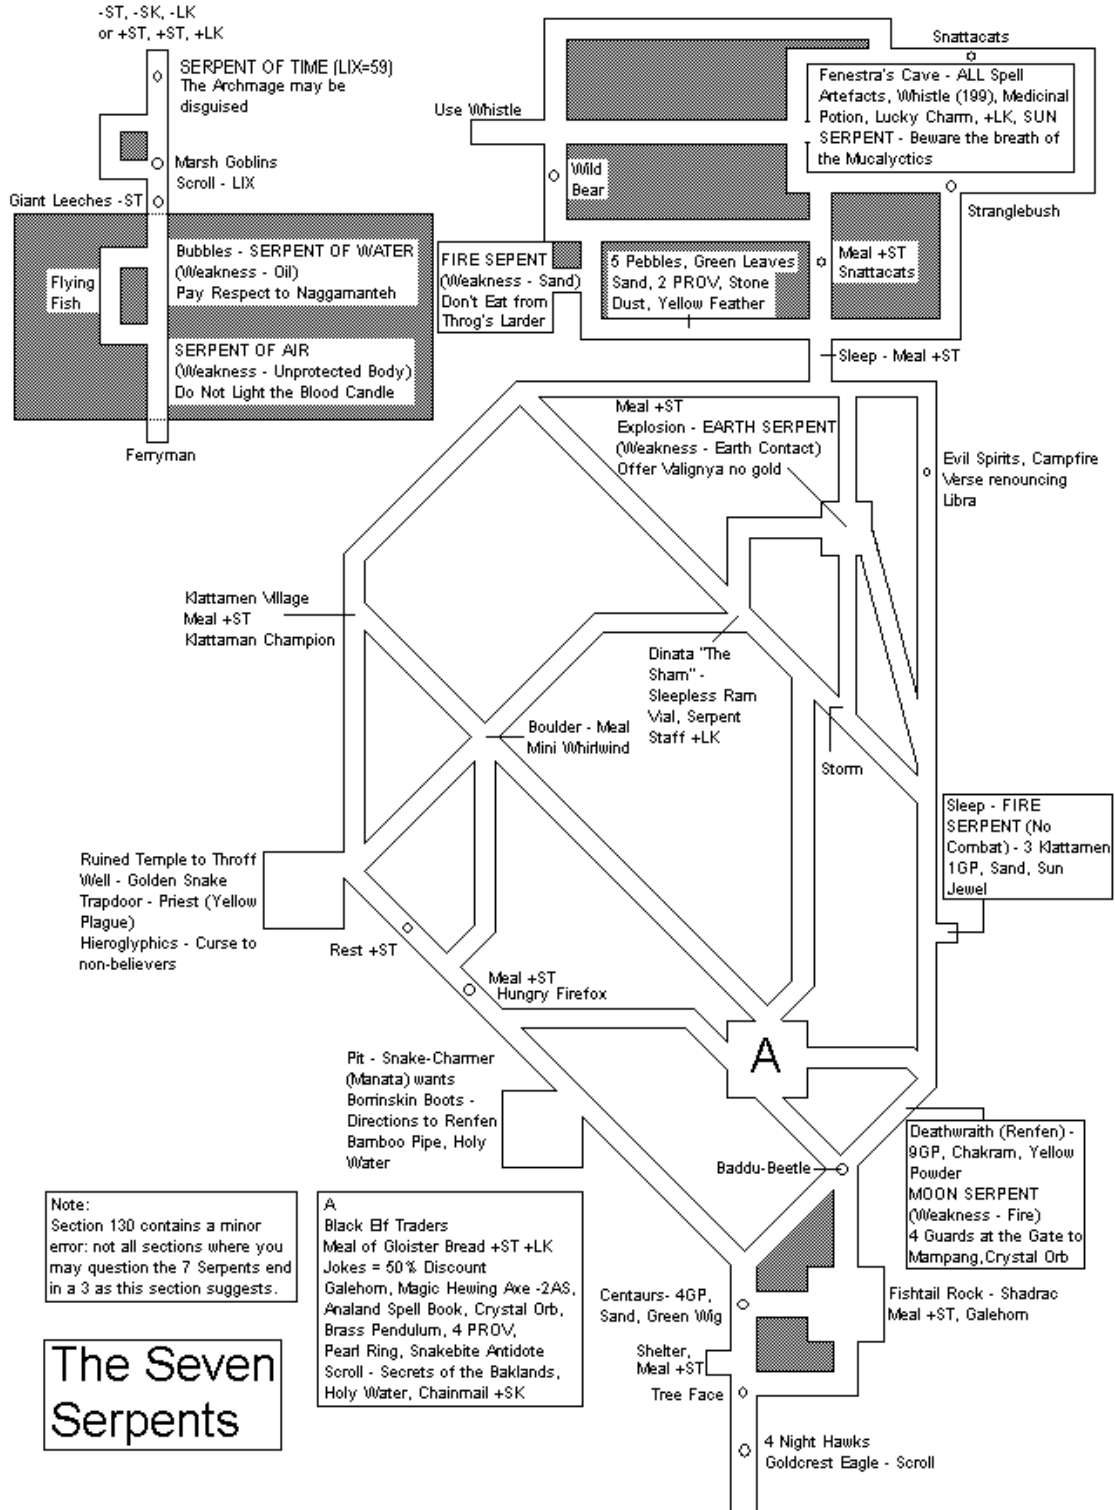 -ST, -SK, -LK
or +ST, +ST, +LK
SERPENT OF TIME (LIX=59)
The Archmage may be
disguised
Marsh Goblins
Scroll - LIX
Giant Leeches -ST
Bubbles - SERPENT OF WATER
(Weakness - Oil)
Pay Respect to Naggamanteh
Flying
Fish
SERPENT OF AIR
(Weakness - Unprotected Body)
Do Not Light the Blood Candle
Ferryman
Snattacats
Fenestra's Cave - ALL Spell
Artefacts, Whistle (199), Medicinal
Potion, Lucky Charm, +LK, SUN
SERPENT - Beware the breath of
the Mucalyctics
Use Whistle
Wild
Bear
Stranglebush
FIRE SEPENT
(Weakness - Sand)
Don't Eat from
Throg's Larder
5 Pebbles, Green Leaves
Sand, 2 PROV, Stone
Dust, Yellow Feather
Meal +ST
Snattacats
Sleep - Meal +ST
Meal +ST
Explosion - EARTH SERPENT
(Weakness - Earth Contact)
Offer Valignya no gold
Evil Spirits, Campfire
Verse renouncing
Libra
Klattamen Village
Meal +ST
Klattaman Champion
Dinata "The
Sham" -
Sleepless Ram
Vial, Serpent
Staff +LK
Boulder - Meal
Mini Whirlwind
Storm
Sleep - FIRE
SERPENT (No
Combat) - 3 Klattamen
1GP, Sand, Sun
Jewel
Ruined Temple to Throff
Well - Golden Snake
Trapdoor - Priest (Yellow
Plague)
Hieroglyphics - Curse to
non-believers
Rest +ST
Meal +ST
Hungry Firefox
A
Pit - Snake-Charmer
(Manata) wants
Borrinskin Boots -
Directions to Renfen
Bamboo Pipe, Holy
Water
Baddu-Beetle
Deathwraith (Renfen) -
9GP, Chakram, Yellow
Powder
MOON SERPENT
(Weakness - Fire)
4 Guards at the Gate to
Mampang,Crystal Orb
Note:
Section 130 contains a minor
error: not all sections where you
may question the 7 Serpents end
in a 3 as this section suggests.
A
Black Elf Traders
Meal of Gloister Bread +ST +LK
Jokes = 50% Discount
Galehorn, Magic Hewing Axe -2AS,
Analand Spell Book, Crystal Orb,
Brass Pendulum, 4 PROV,
Pearl Ring, Snakebite Antidote
Scroll - Secrets of the Baklands,
Holy Water, Chainmail +SK
Centaurs- 4GP,
Sand, Green Wig
Fishtail Rock - Shadrac
Meal +ST, Galehorn
Shelter,
Meal +ST
Tree Face
4 Night Hawks
Goldcrest Eagle - Scroll
The Seven
Serpents